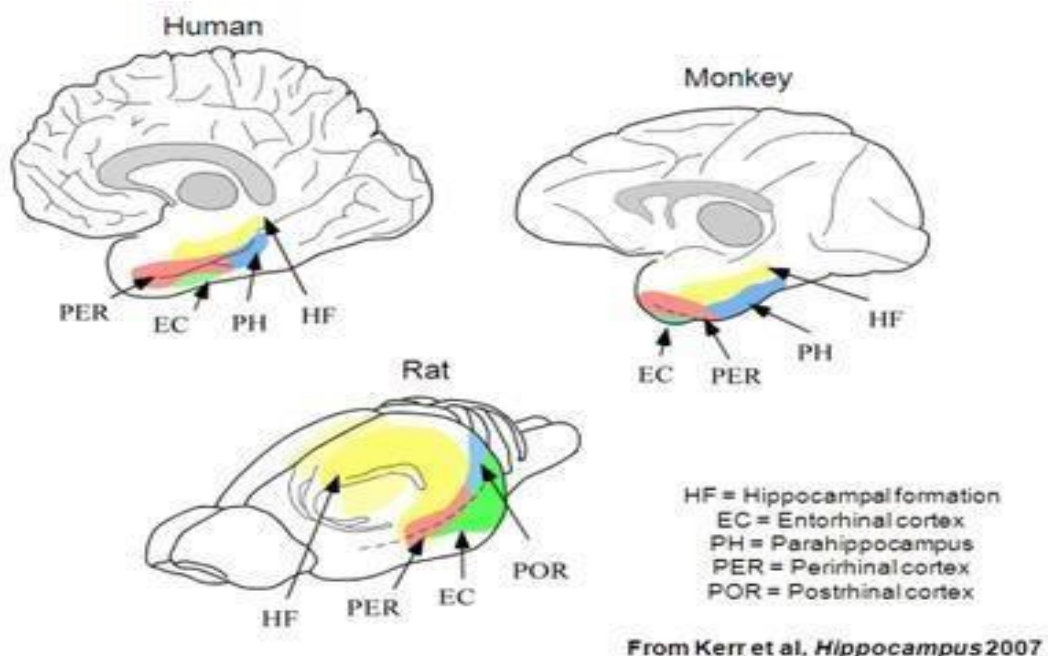 Human
PER
EC
PH
HF
Monkey
EC
PER
PH
HF
Rat
HF
PER
EC
POR
HF = Hippocampal formation
EC = Entorhinal cortex
PH = Parahippocampus
PER = Perirhinal cortex
POR = Postrhinal cortex
From Kerr et al, Hippocampus 2007